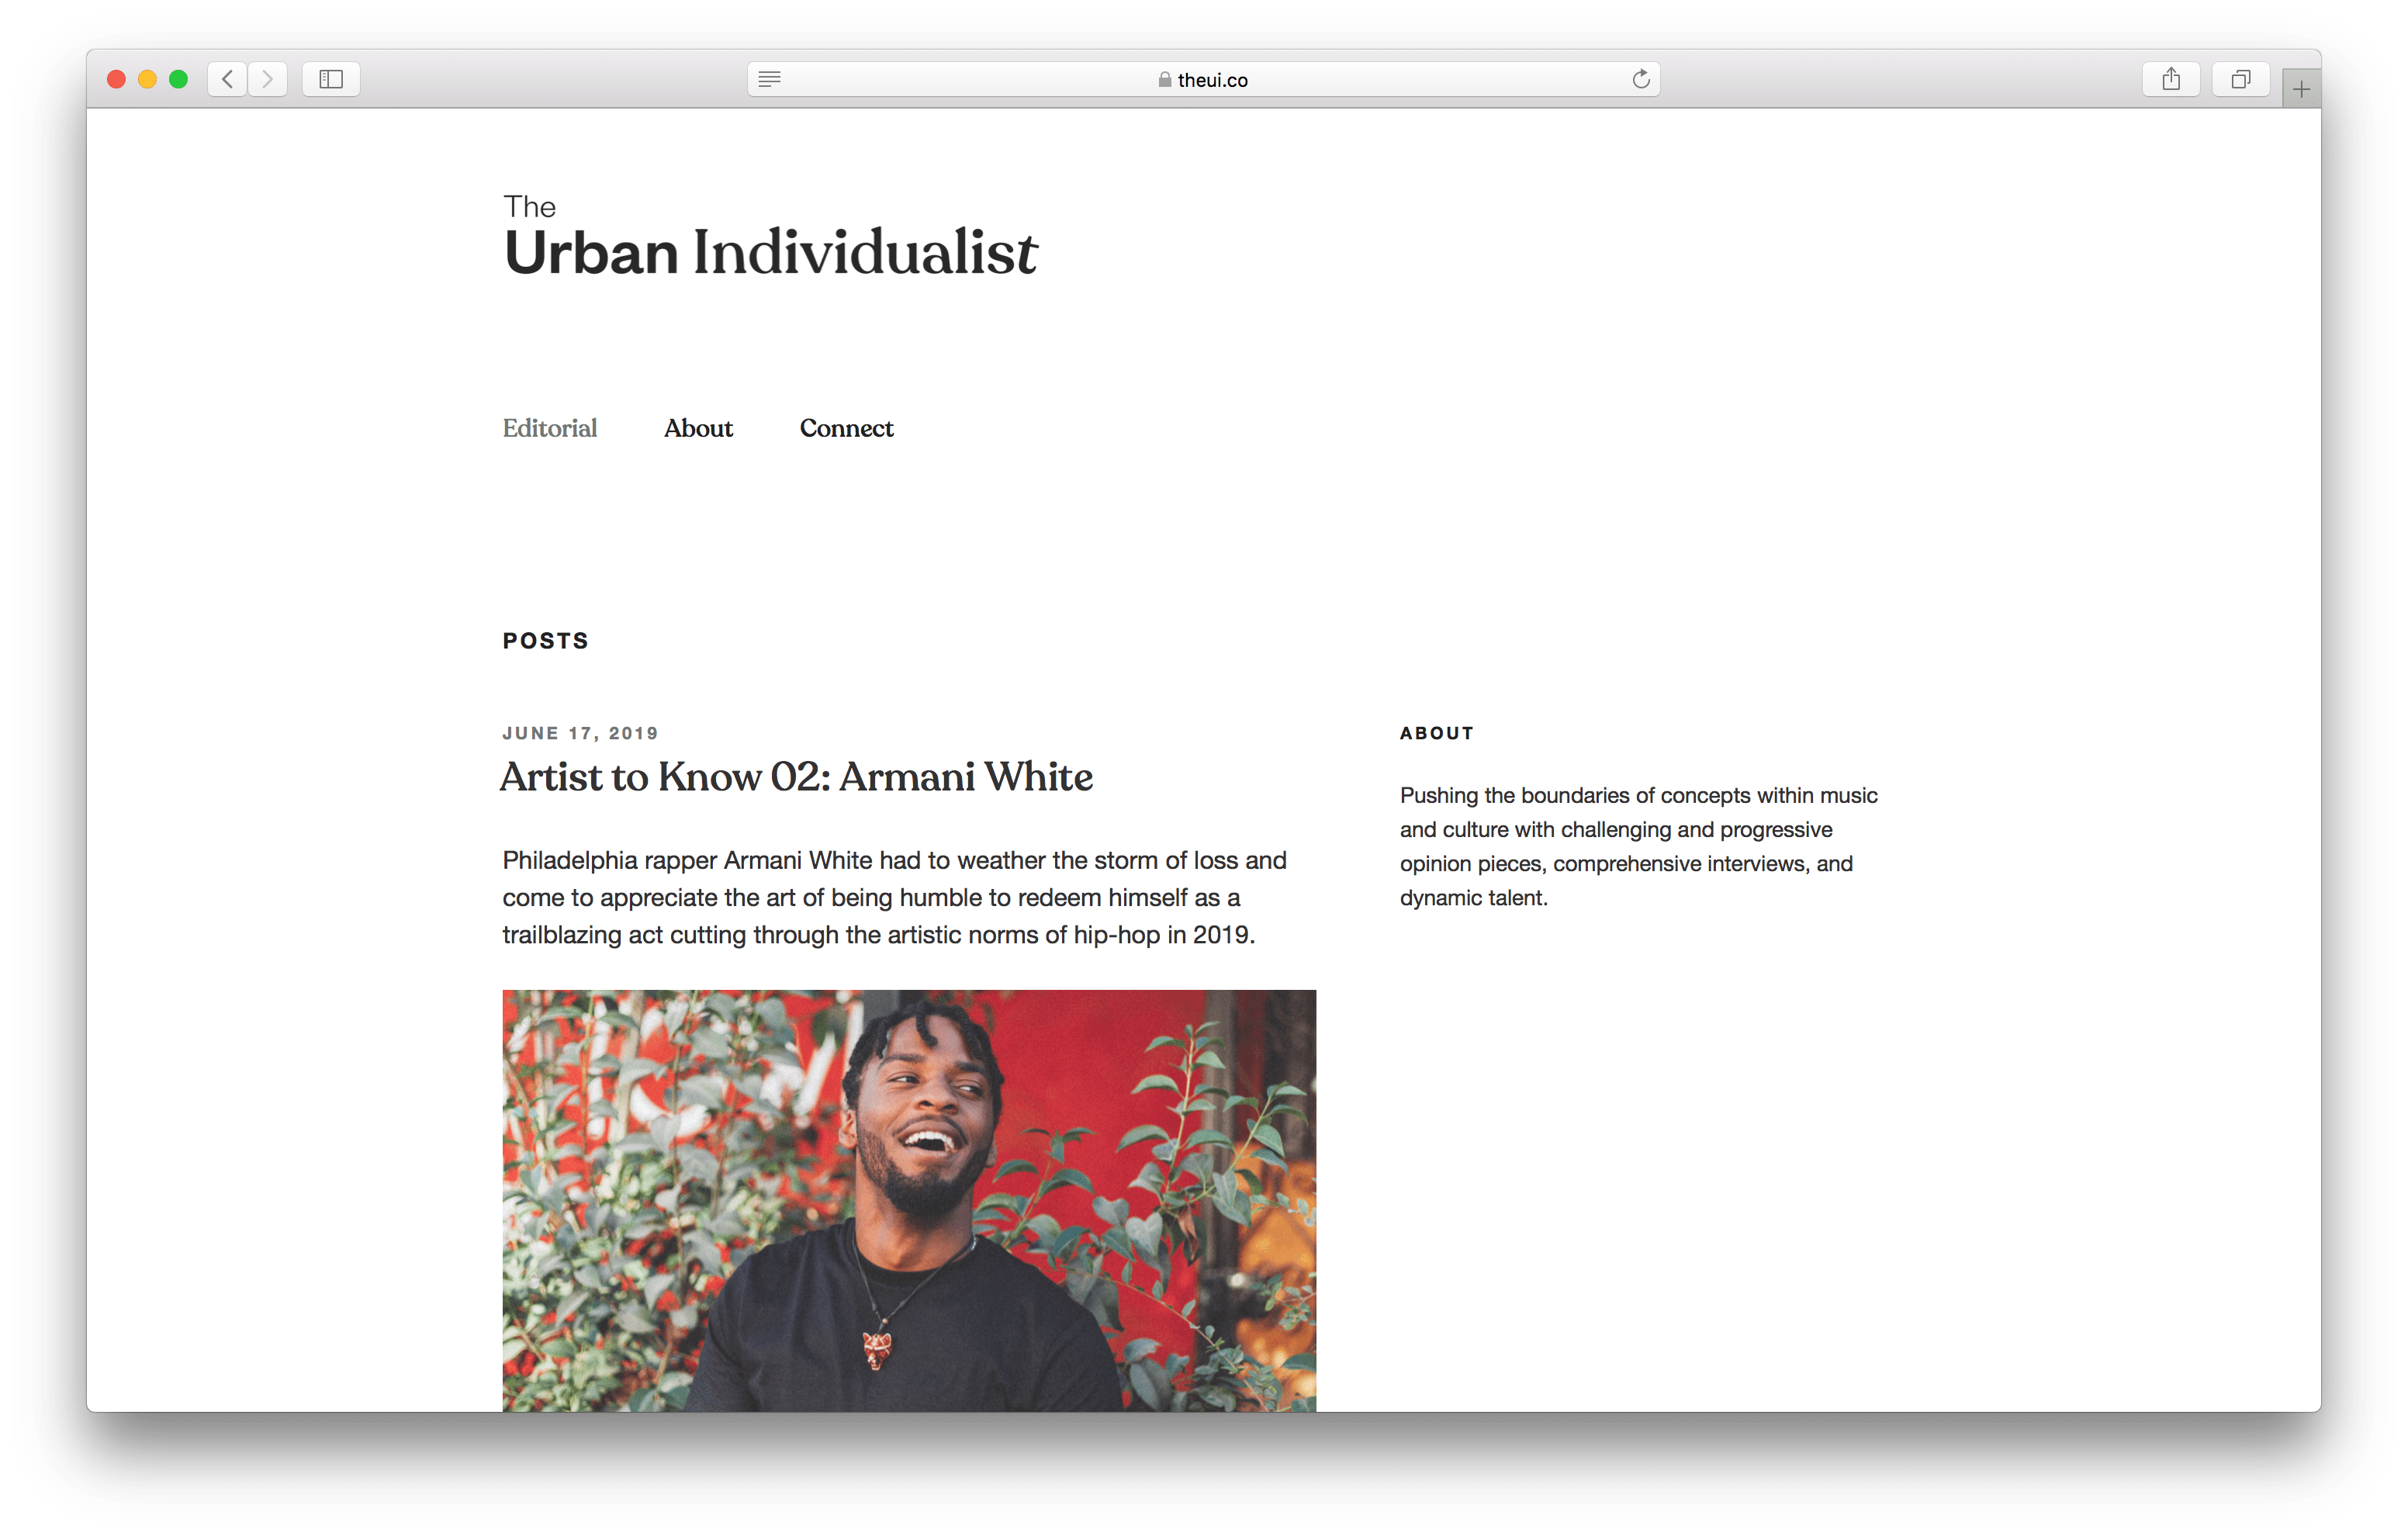 theui.co
The
Urban Individualist
Editorial About Connect
POSTS
JUNE 17, 2019
Artist to Know 02: Armani White
Philadelphia rapper Armani White had to weather the storm of loss and
come to appreciate the art of being humble to redeem himself as a
trailblazing act cutting through the artistic norms of hip-hop in 2019.
ABOUT
Pushing the boundaries of concepts within music
and culture with challenging and progressive
opinion pieces, comprehensive interviews, and
dynamic talent.